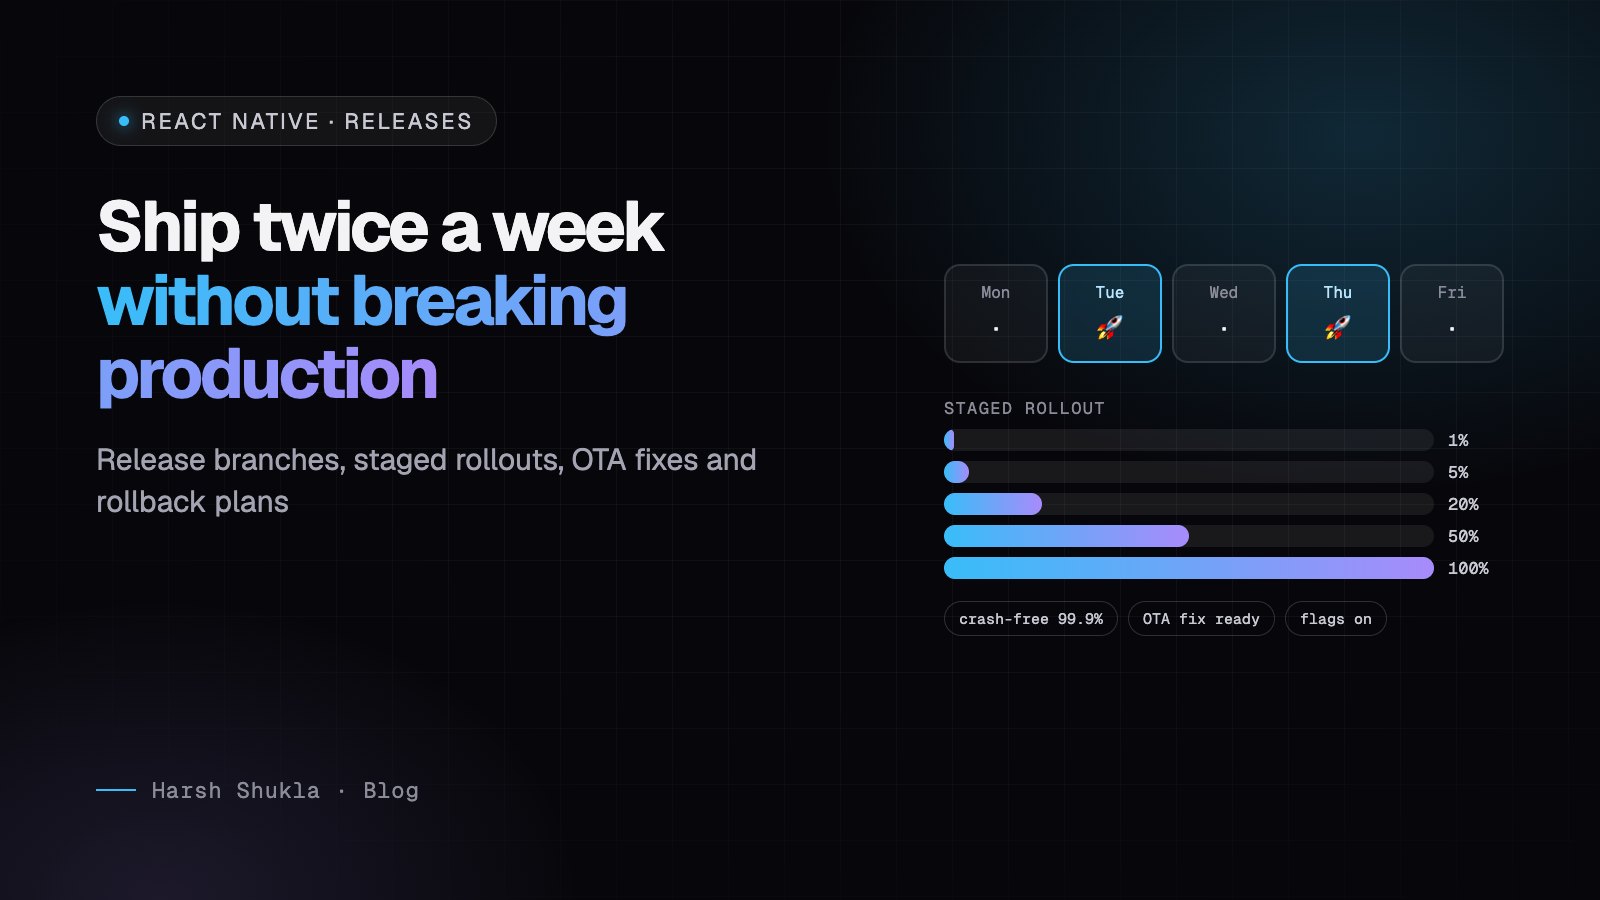 REACT NATIVE · RELEASES
Ship twice a week
without breaking
production
Release branches, staged rollouts, OTA fixes and
rollback plans
Harsh Shukla · Blog
Mon Tue Wed Thu Fri
STAGED ROLLOUT
1%
5%
20%
50%
100%
crash-free 99.9% OTA fix ready flags on